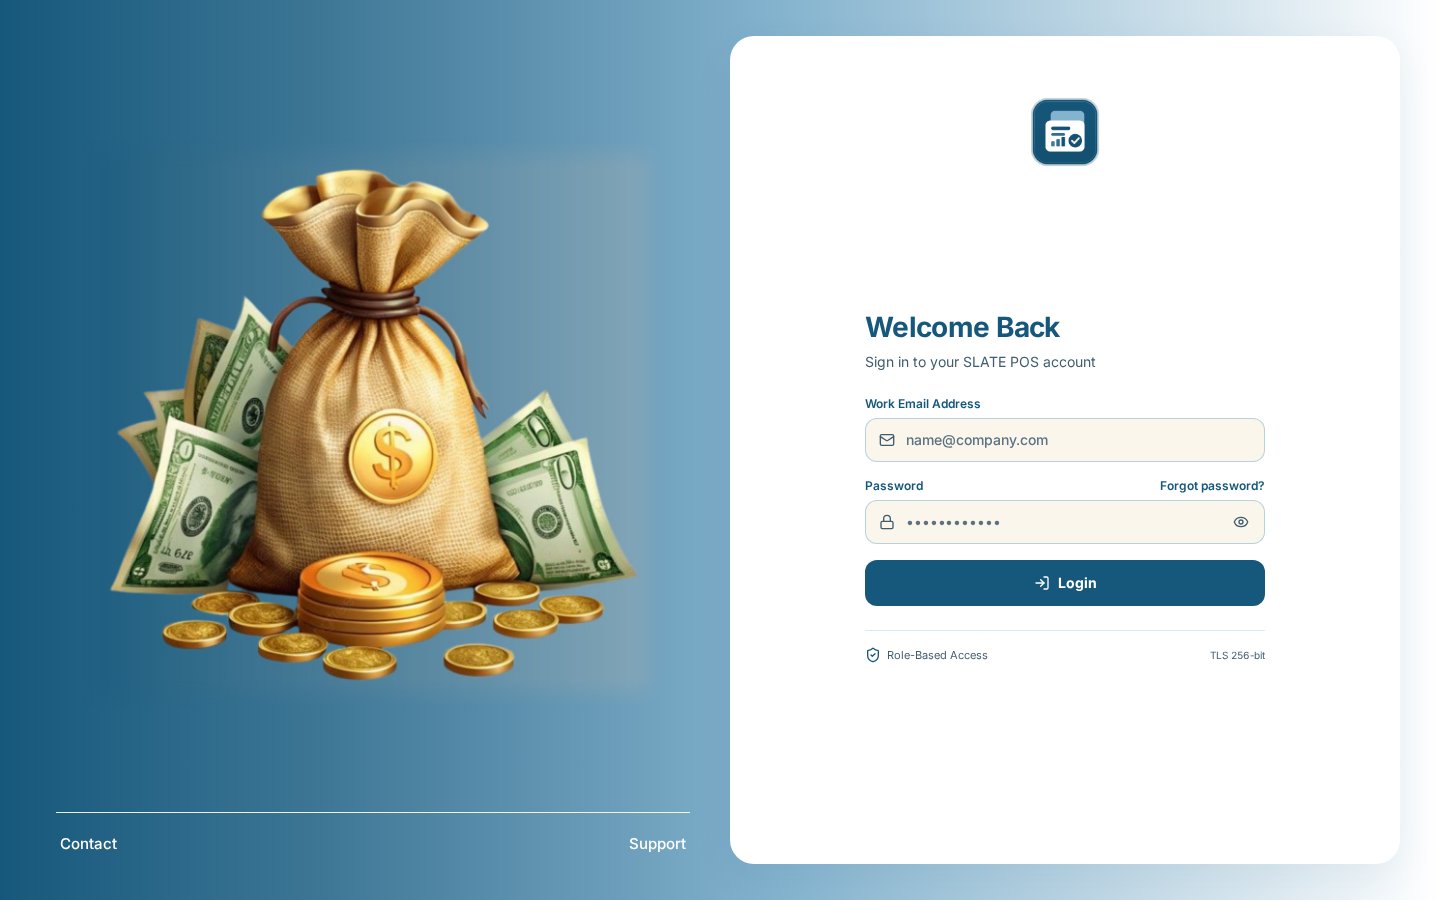 Welcome Back
Sign in to your SLATE POS account
Work Email Address
name@company.com
Password
Forgot password?
Login
Role-Based Access
TLS 256-bit
Contact
Support